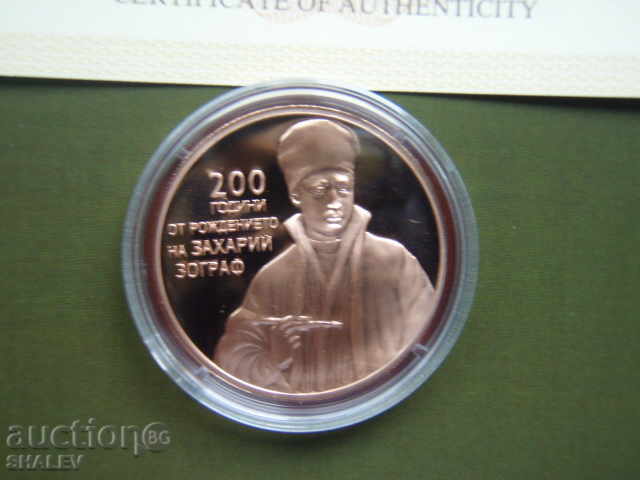 CERTIFICATE OF AUTHENTICITY
200
ГОДИНИ
ОТ РОЖДЕНИЕТО
НА ЗАХАРИЙ
ЗОГРАФ
auction BG
SHALEV